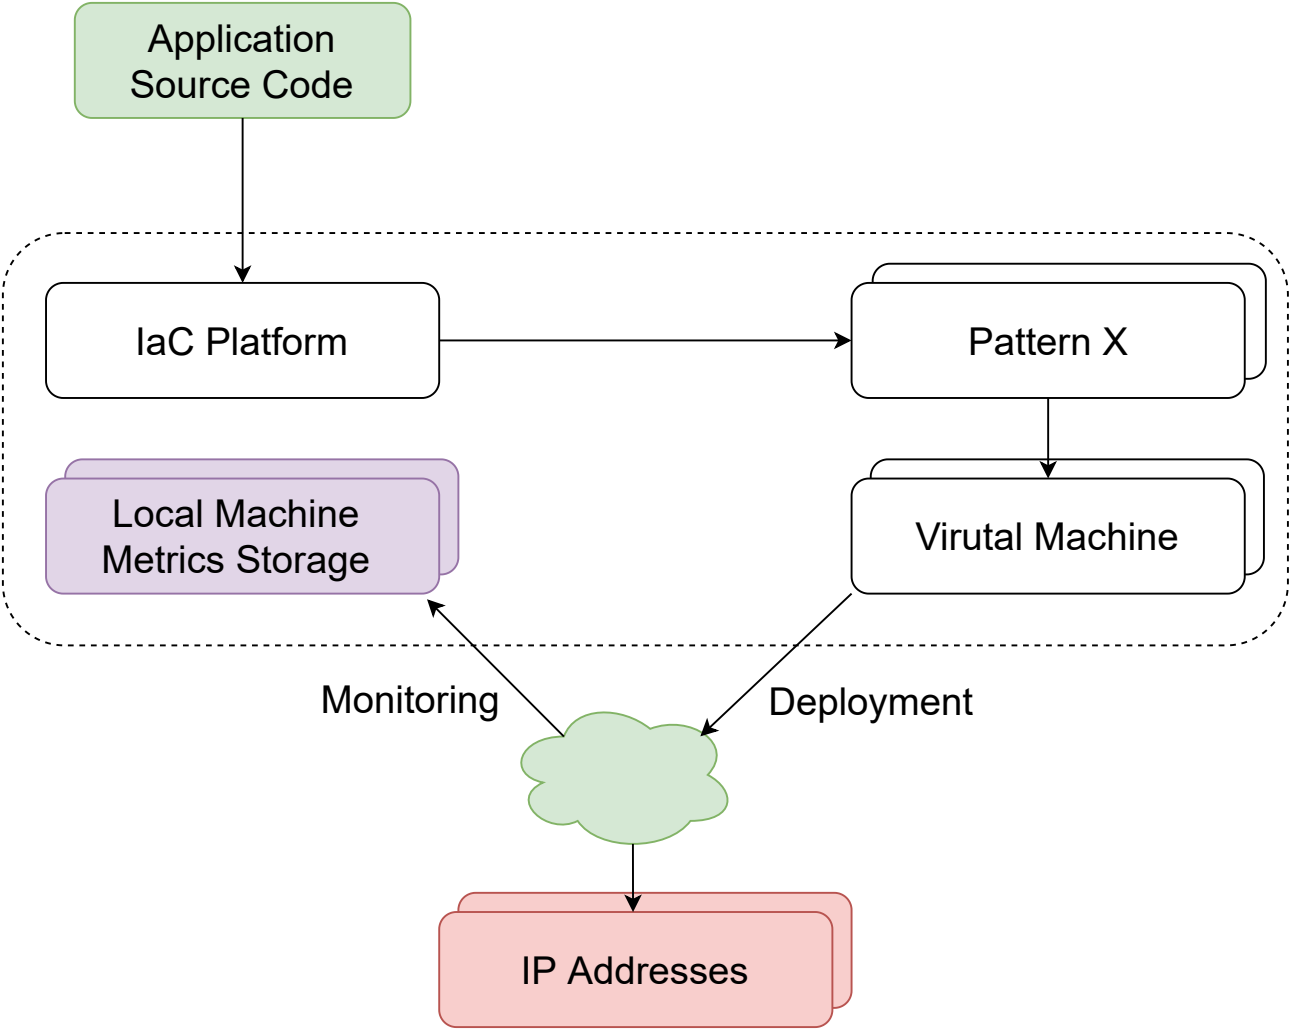 Application
Source Code
IaC Platform
Pattern X
Local Machine
Metrics Storage
Virutal Machine
Monitoring
Deployment
IP Addresses